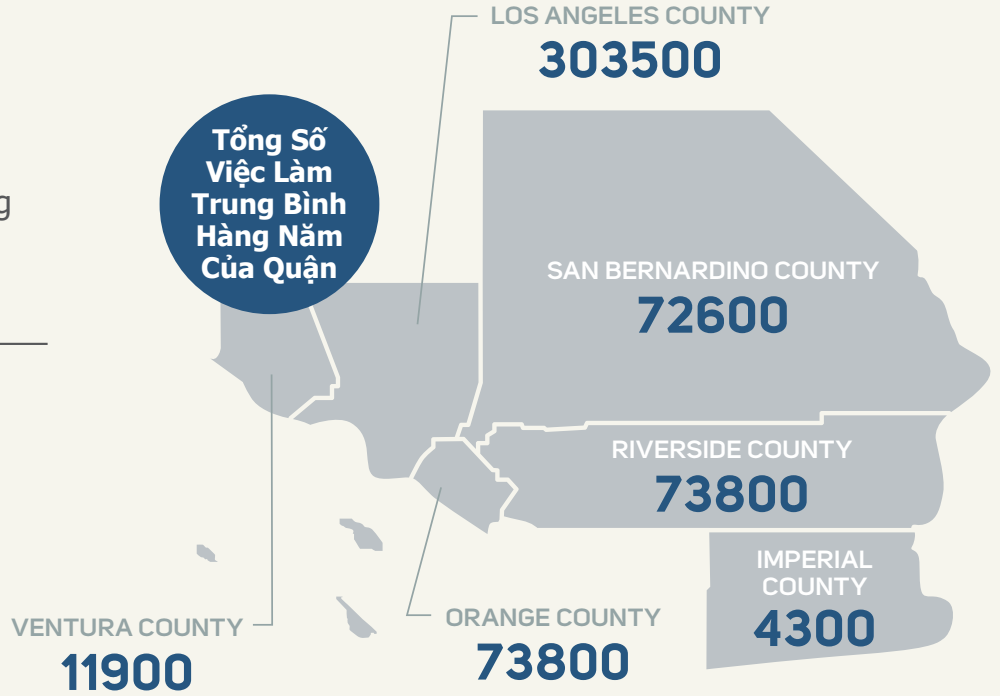 LOS ANGELES COUNTY
303500
Tổng Số
Việc Làm
Trung Bình
Hàng Năm
Của Quận
SAN BERNARDINO COUNTY
72600
RIVERSIDE COUNTY
73800
IMPERIAL
COUNTY
4300
VENTURA COUNTY
11900
ORANGE COUNTY
73800